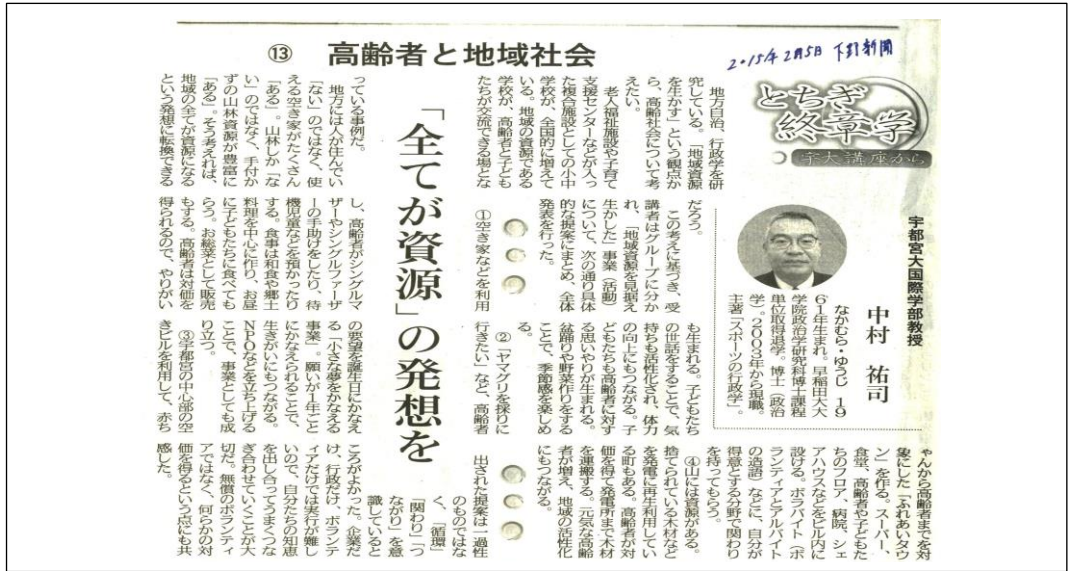 ⑬ 高齢者と地域社会
2015年2月5日 下野新聞
とちぎ
終章学
宇大講座から
宇都宮大国際学部教授
中村 祐司
なかむら・ゆうじ 19
61年生まれ。早稲田大大
学院政治学研究科博士課程
単位取得退学。博士（政治
学）。2003年から現職。
主著「スポーツの行政学」。
「全てが資源」の発想を
地方自治、行政学を研
究している。「地域資源
を生かす」という観点か
ら、高齢社会について考
えたい。
老人福祉施設や子育て
支援センターなどが入っ
た複合施設としての小中
学校が、全国的に増えて
いる。地域の資源である
学校が、高齢者と子ども
たちが交流できる場とな
っている事例だ。
地方には人が住んでい
「ない」のではなく、使
える空き家がたくさん
「ある」。山林しか「な
い」のではなく、手付か
ずの山林資源が豊富に
「ある」。そう考えれば、
地域の全てが資源になる
という発想に転換できる
だろう。
この考えに基づき、受
講者はグループに分か
れ、「地域資源を見据え
生かした」事業（活動）
について、次の通り具体
的な提案にまとめ、全体
発表を行った。
①空き家などを利用
し、高齢者がシングルマ
ザーやシングルファーザ
ーの手助けをしたり、待
機児童などを預かったり
する。食事は和食や郷土
料理を中心に作り、お昼
に子どもたちに食べても
らう。お総菜として販売
もする。高齢者は対価を
得られるので、やりがい
も生まれる。子どもたち
の世話をすることで、気
持ちも活性化され、体力
の向上にもつながる。子
どもたちも高齢者に対す
る思いやりが生まれる。
盆踊りや野菜作りをする
ことで、季節感を楽しめ
る。
②「ヤマグリを採りに
行きたい」など、高齢者
の要望を誕生日にかなえ
る「小さな夢をかなえる
事業」。願いが1年ごと
にかなえられることで、
生きがいにもつながる。
NPOなどを立ち上げる
ことで、事業としても成
り立つ。
③宇都宮の中心部の空
きビルを利用して、赤ち
ゃんから高齢者までを対
象にした「ふれあいタウ
ン」を作る。スーパー、
食堂、高齢者や子どもた
ちのフロア、病院、シェ
アハウスなどをビル内に
設ける。ボラバイト（ボ
ランティアとアルバイト
の造語）などに、自分が
得意とする分野で関わり
を持ってもらう。
④山には資源がある。
捨てられている木材など
を発電に再生利用してい
る町もある。高齢者が対
価を得て発電所まで木材
を運搬する。元気な高齢
者が増え、地域の活性化
にもつながる。
出された提案は一過性
のものではな
く、「循環」
「関わり」「つ
ながり」を意
識していると
ころがよかった。企業だ
け、行政だけ、ボランテ
ィアだけでは実行が難し
いので、自分たちの知恵
を出し合ってうまくつな
ぎ合わせていくことが大
切だ。無償のボランティ
アではなく、何らかの対
価を得るという点にも共
感した。